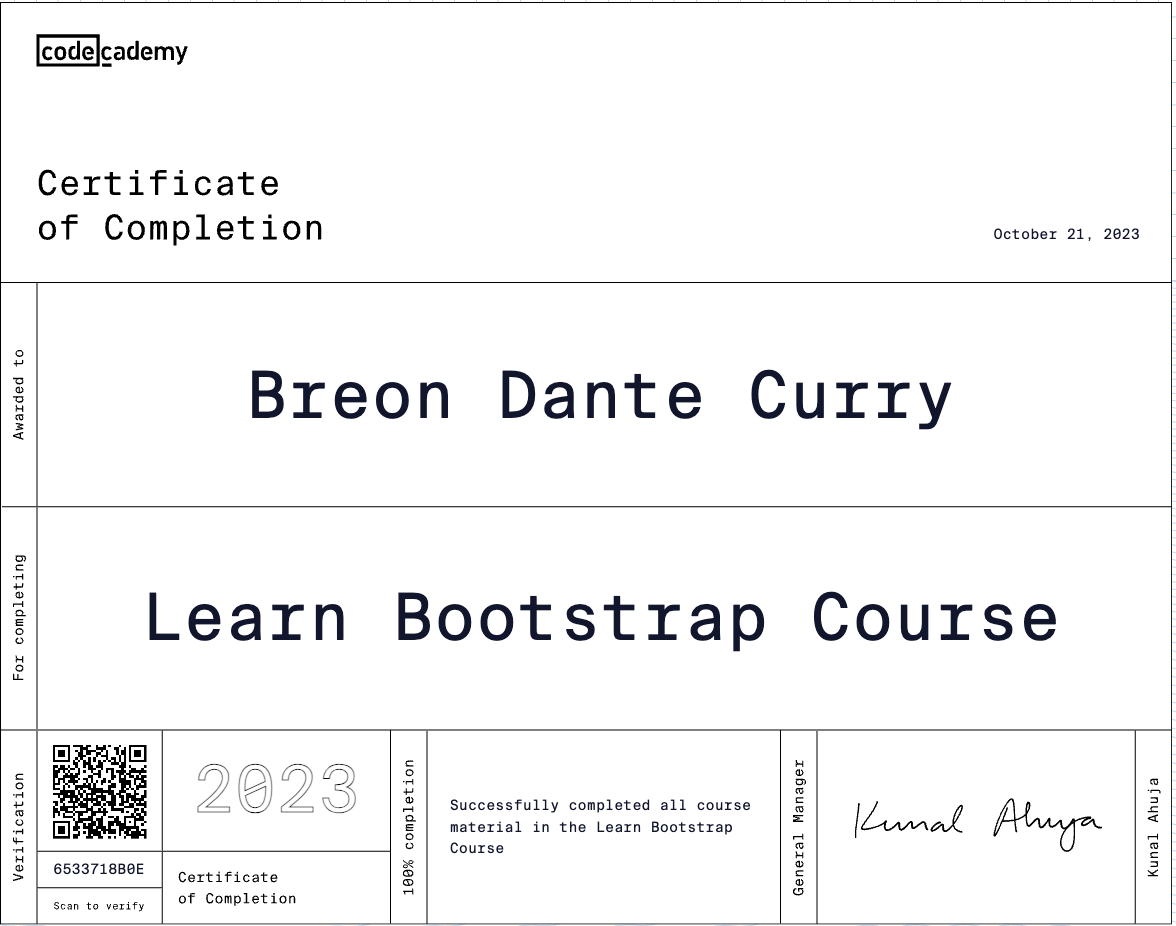 codecademy
Certificate
of Completion
October 21, 2023
Awarded to
Breon Dante Curry
For completing
Learn Bootstrap Course
Verification
6533718B0E
Scan to verify
2023
Certificate
of Completion
100% completion
Successfully completed all course
material in the Learn Bootstrap
Course
General Manager
Kunal Ahuja
Kunal Ahuja